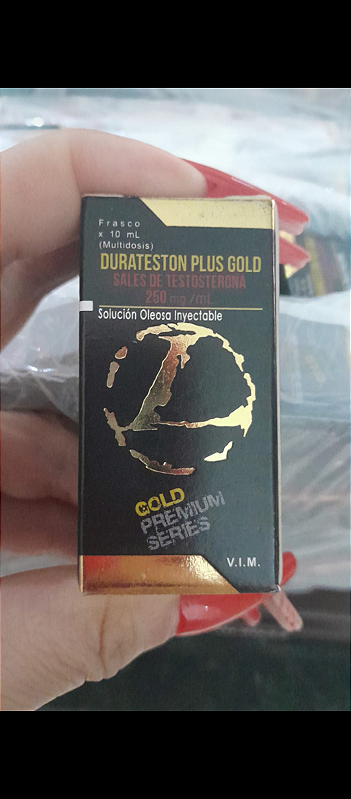 Frasco
x 10 mL
(Multidosis)
DURATESTON PLUS GOLD
SALES DE TESTOSTERONA
250 mg /mL
Solución Oleosa Inyectable
L
GOLD
PREMIUM
SERIES
V.I.M.